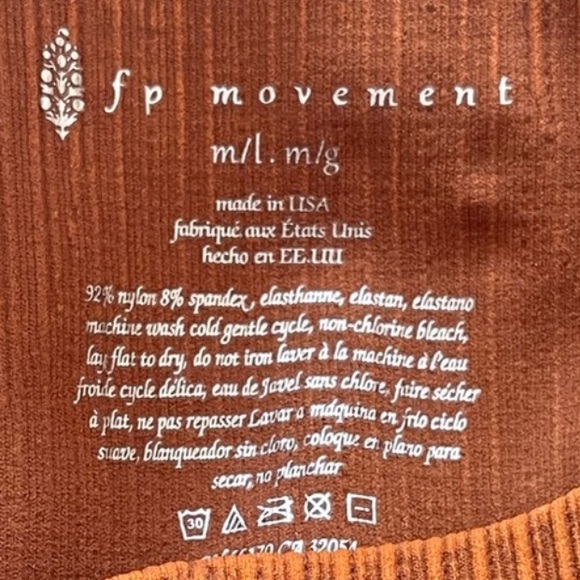 fp movement
m/l. m/g
made in USA
fabriqué aux États Unis
hecho en EE.UU
92% nylon 8% spandex, elasthanne, elastan, elastano
machine wash cold gentle cycle, non-chlorine bleach,
lay flat to dry, do not iron laver à la machine à l'eau
froide cycle délica, eau de Javel sans chlore, faire sécher
à plat, ne pas repasser Lavar a máquina en frío ciclo
suave, blanqueador sin cloro, coloque en plano para
secar, no planchar
30
CA 32054